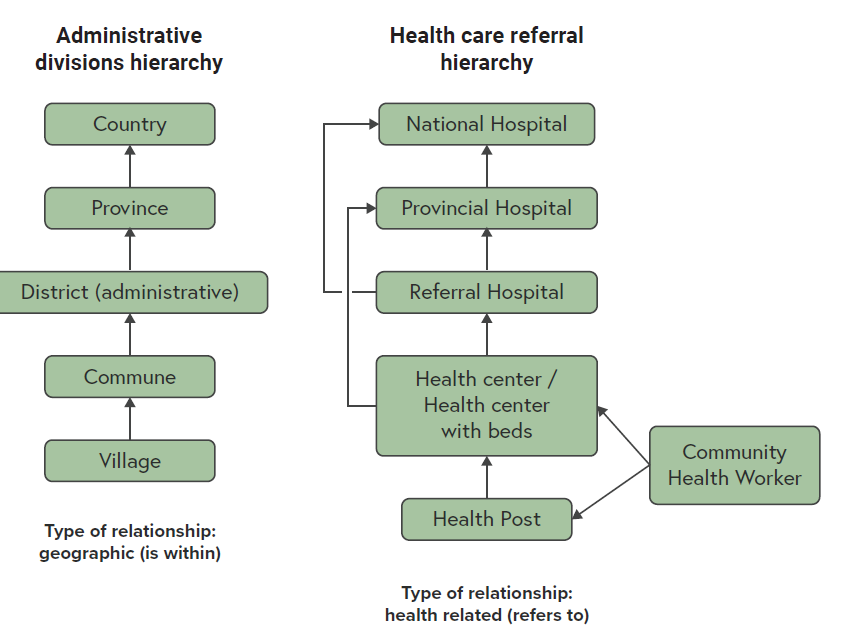 Administrative
divisions hierarchy
Country
Province
District (administrative)
Commune
Village
Type of relationship:
geographic (is within)
Health care referral
hierarchy
National Hospital
Provincial Hospital
Referral Hospital
Health center /
Health center
with beds
Community
Health Worker
Health Post
Type of relationship:
health related (refers to)